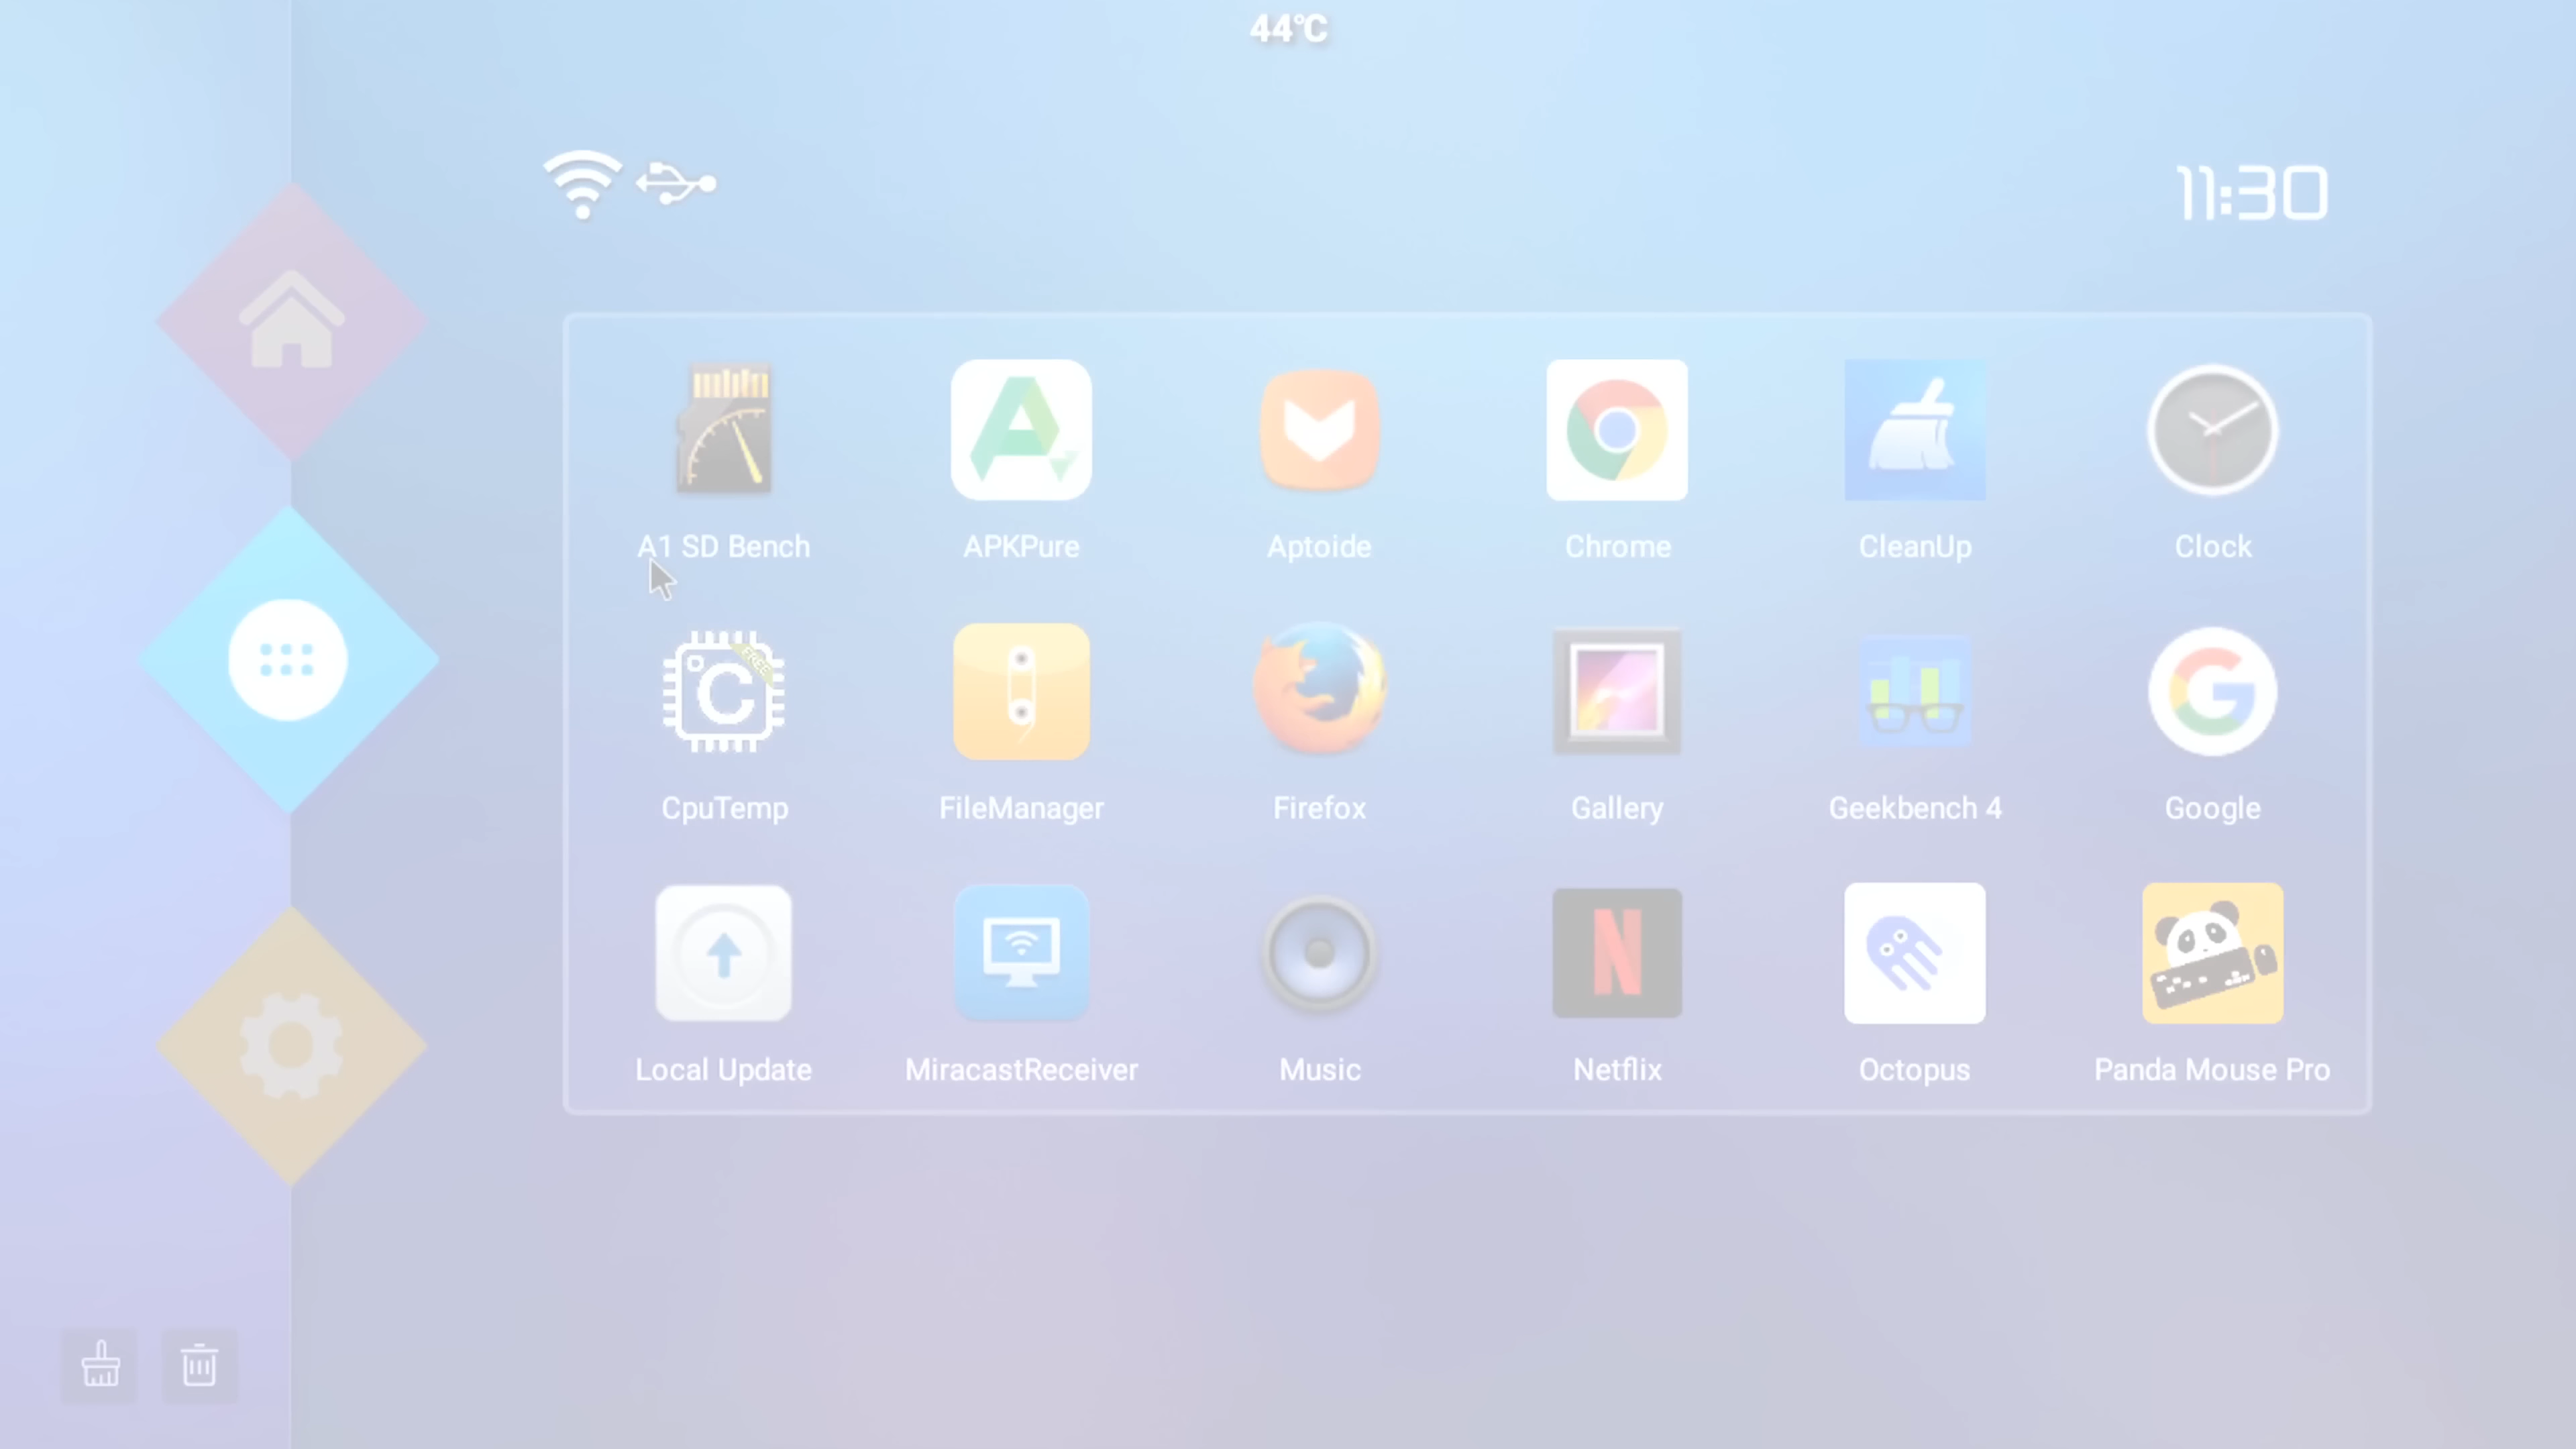 44°C
11:30
A1 SD Bench
APKPure
Aptoide
Chrome
CleanUp
Clock
FREE
CpuTemp
FileManager
Firefox
Gallery
Geekbench 4
Google
Local Update
MiracastReceiver
Music
Netflix
Octopus
Panda Mouse Pro